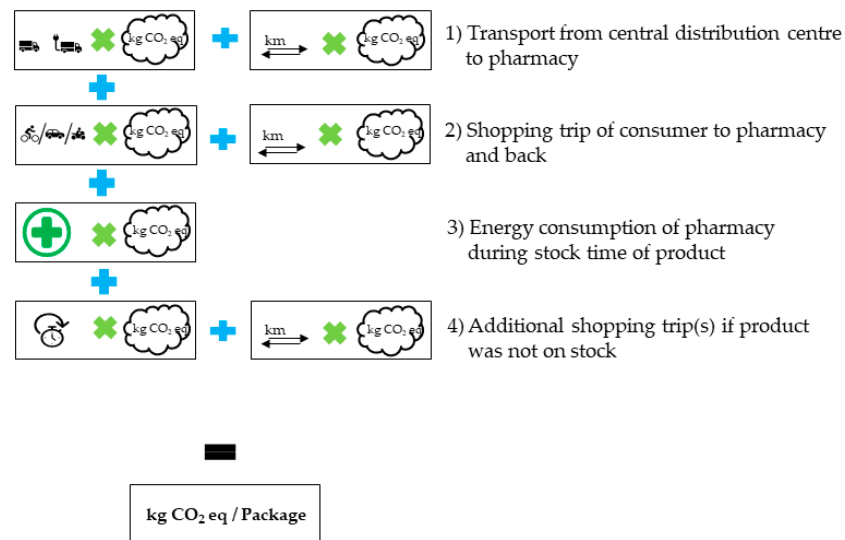 kg CO₂ eq
km
kg CO₂ eq
1) Transport from central distribution centre
to pharmacy
kg CO₂ eq
km
kg CO₂ eq
2) Shopping trip of consumer to pharmacy
and back
kg CO₂ eq
3) Energy consumption of pharmacy
during stock time of product
kg CO₂ eq
km
kg CO₂ eq
4) Additional shopping trip(s) if product
was not on stock
kg CO₂ eq / Package